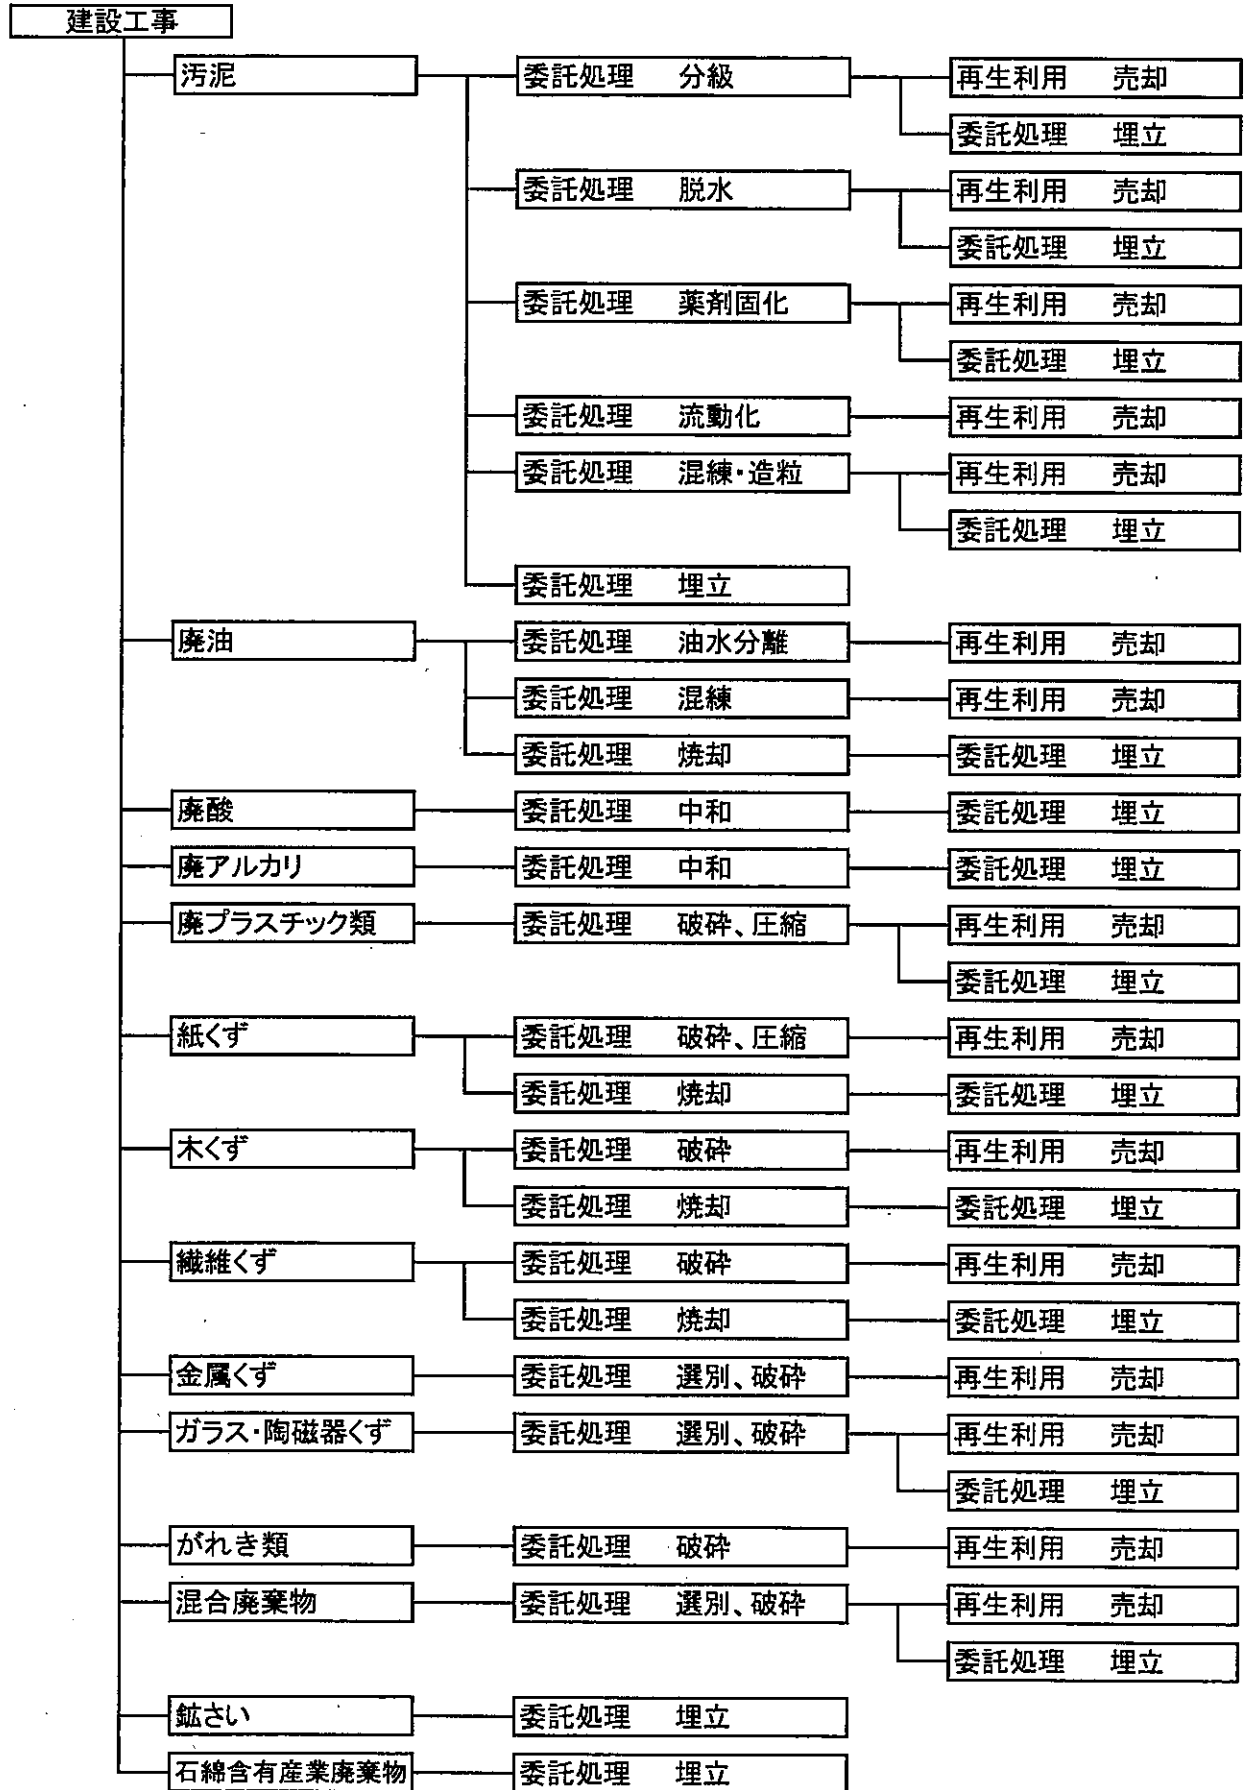 建設工事
汚泥 委託処理 分級 再生利用 売却
委託処理 埋立
委託処理 脱水 再生利用 売却
委託処理 埋立
委託処理 薬剤固化 再生利用 売却
委託処理 埋立
委託処理 流動化 再生利用 売却
委託処理 混練・造粒 再生利用 売却
委託処理 埋立
委託処理 埋立
廃油 委託処理 油水分離 再生利用 売却
委託処理 混練 再生利用 売却
委託処理 焼却 委託処理 埋立
廃酸 委託処理 中和 委託処理 埋立
廃アルカリ 委託処理 中和 委託処理 埋立
廃プラスチック類 委託処理 破砕、圧縮 再生利用 売却
委託処理 埋立
紙くず 委託処理 破砕、圧縮 再生利用 売却
委託処理 焼却 委託処理 埋立
木くず 委託処理 破砕 再生利用 売却
委託処理 焼却 委託処理 埋立
繊維くず 委託処理 破砕 再生利用 売却
委託処理 焼却 委託処理 埋立
金属くず 委託処理 選別、破砕 再生利用 売却
ガラス・陶磁器くず 委託処理 選別、破砕 再生利用 売却
委託処理 埋立
がれき類 委託処理 破砕 再生利用 売却
混合廃棄物 委託処理 選別、破砕 再生利用 売却
委託処理 埋立
鉱さい 委託処理 埋立
石綿含有産業廃棄物 委託処理 埋立